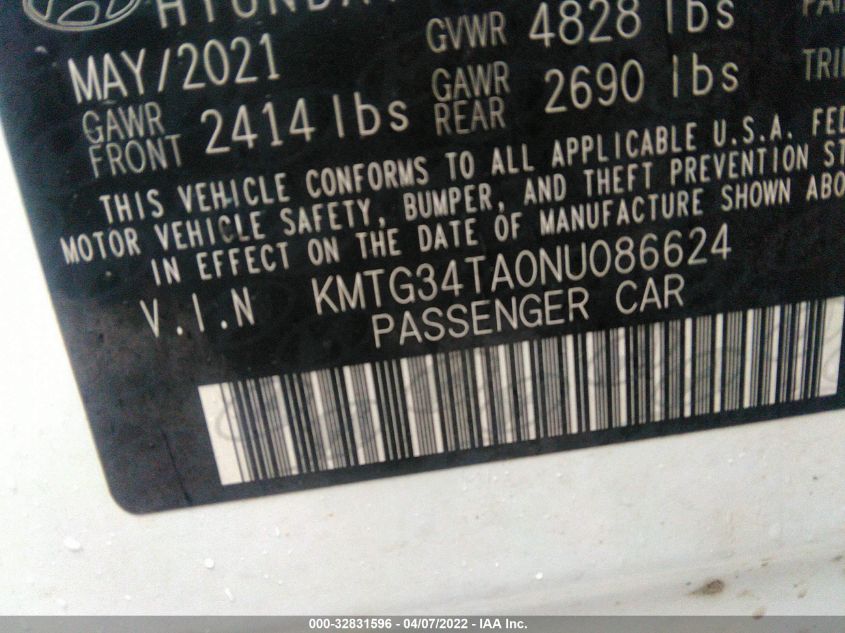 HYUNDAI
MAY/2021 GVWR 4828 lbs
GAWR FRONT 2414 lbs GAWR REAR 2690 lbs
THIS VEHICLE CONFORMS TO ALL APPLICABLE U.S.A. FED
MOTOR VEHICLE SAFETY, BUMPER, AND THEFT PREVENTION ST
IN EFFECT ON THE DATE OF MANUFACTURE SHOWN ABO
V.I.N KMTG34TA0NU086624
PASSENGER CAR
000-32831596 - 04/07/2022 - IAA Inc.